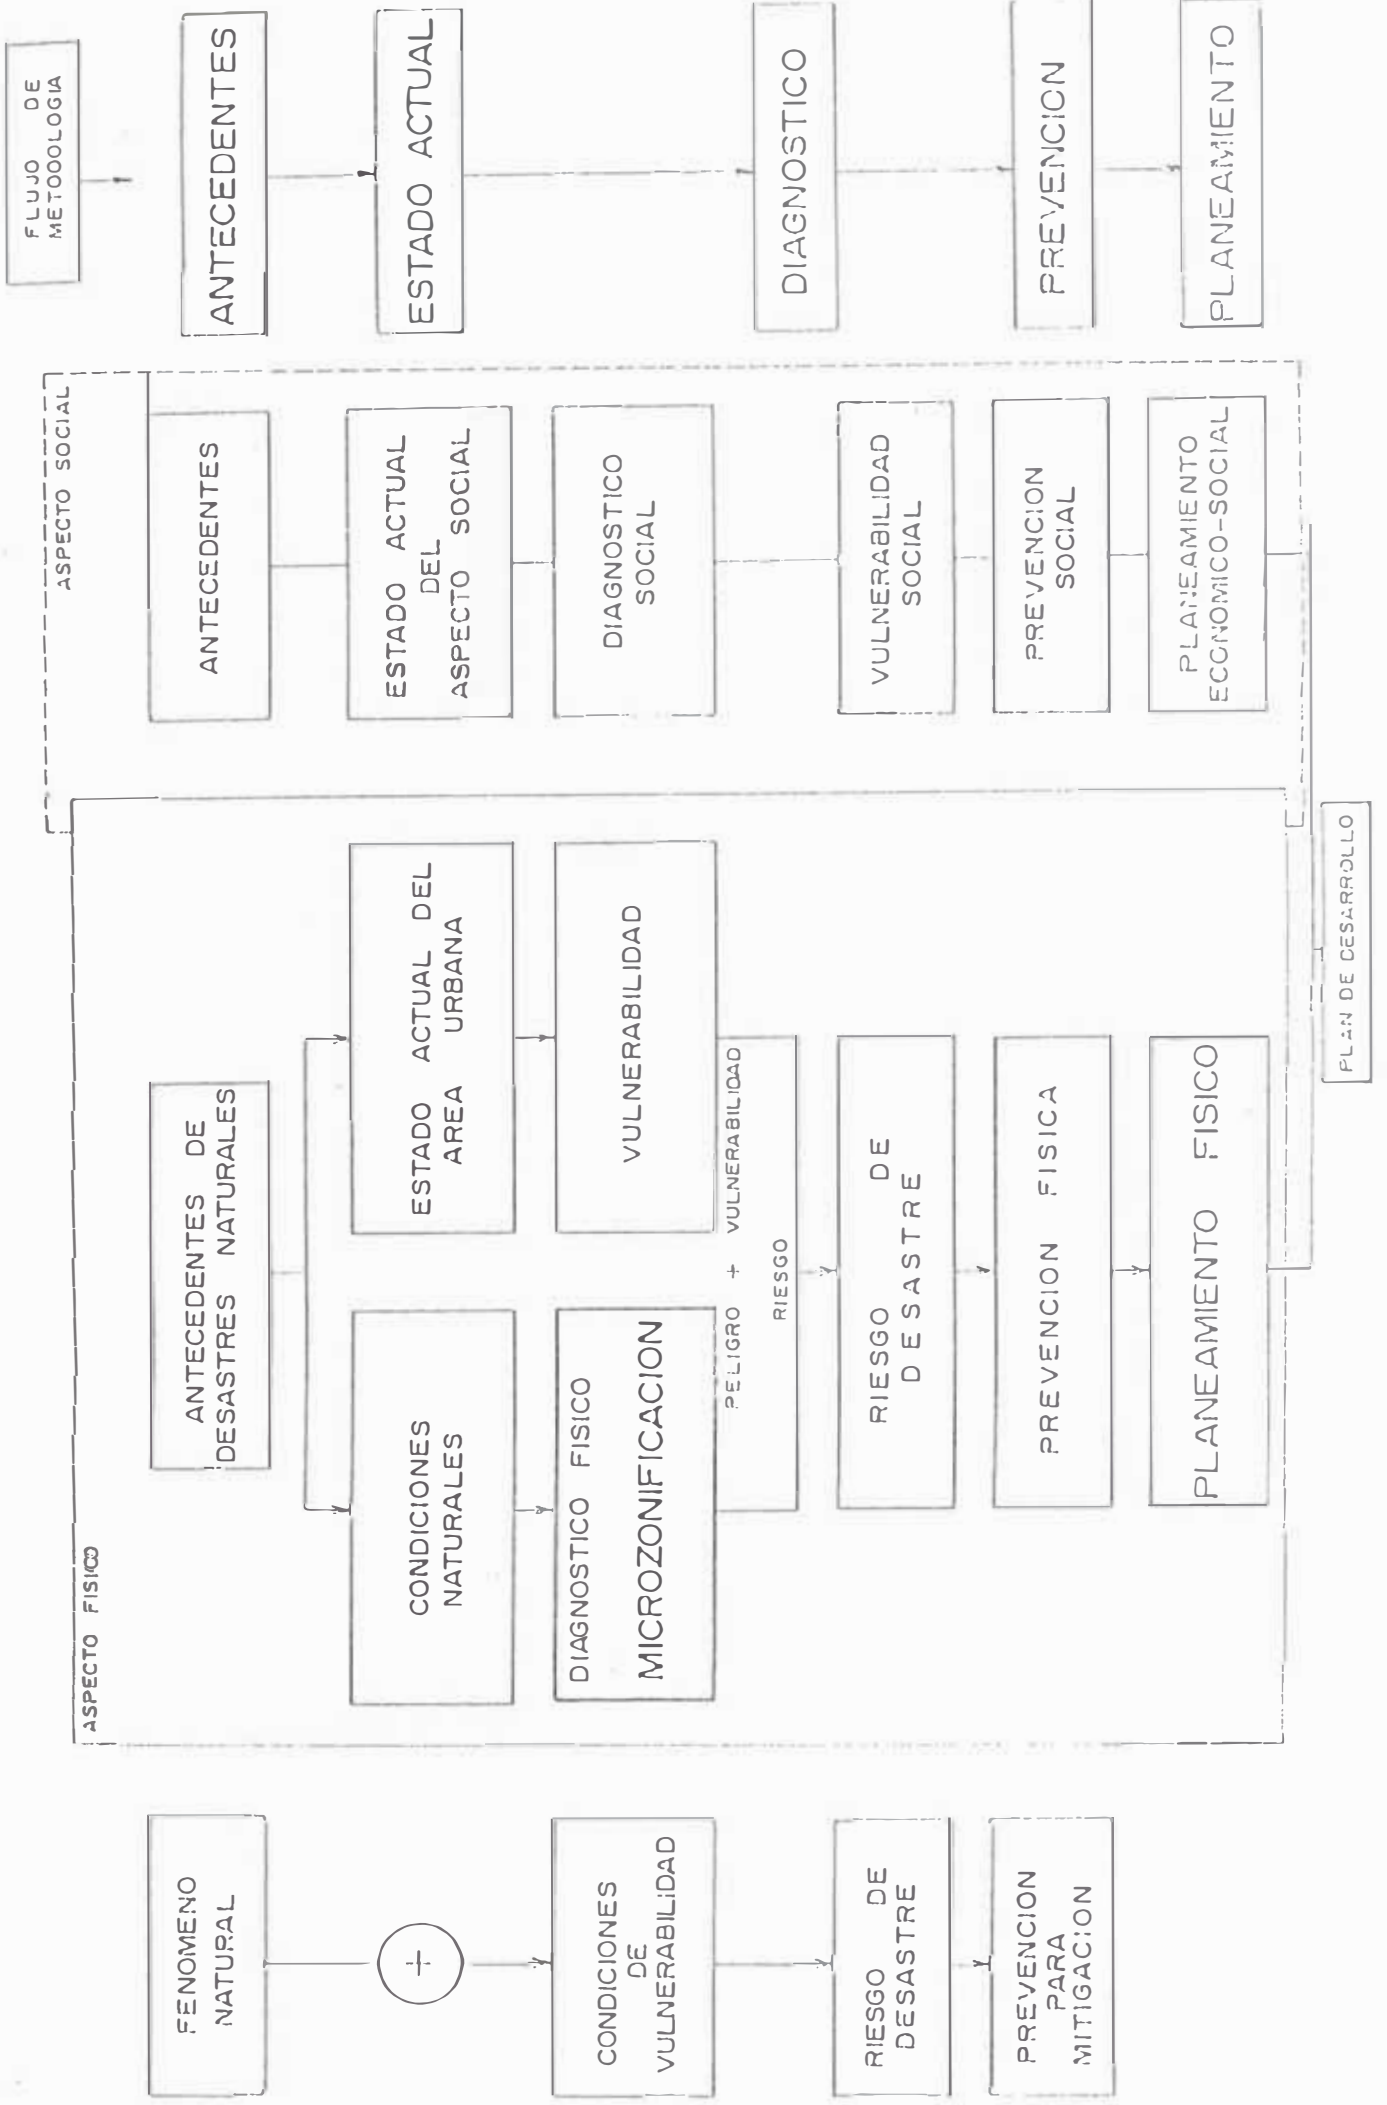 FENOMENO
NATURAL
+
CONDICIONES
DE
VULNERABILIDAD
RIESGO DE
DESASTRE
PREVENCION
PARA
MITIGACION
ASPECTO FISICO
ANTECEDENTES DE
DESASTRES NATURALES
CONDICIONES
NATURALES
ESTADO ACTUAL DEL
AREA URBANA
DIAGNOSTICO FISICO
MICROZONIFICACION
VULNERABILIDAD
PELIGRO + VULNERABILIDAD
RIESGO
RIESGO DE
DESASTRE
PREVENCION FISICA
PLANEAMIENTO FISICO
ASPECTO SOCIAL
ANTECEDENTES
ESTADO ACTUAL
DEL
ASPECTO SOCIAL
DIAGNOSTICO
SOCIAL
VULNERABILIDAD
SOCIAL
PREVENCION
SOCIAL
PLANEAMIENTO
ECONOMICO-SOCIAL
PLAN DE DESARROLLO
FLUJO DE
METODOLOGIA
ANTECEDENTES
ESTADO ACTUAL
DIAGNOSTICO
PREVENCION
PLANEAMIENTO